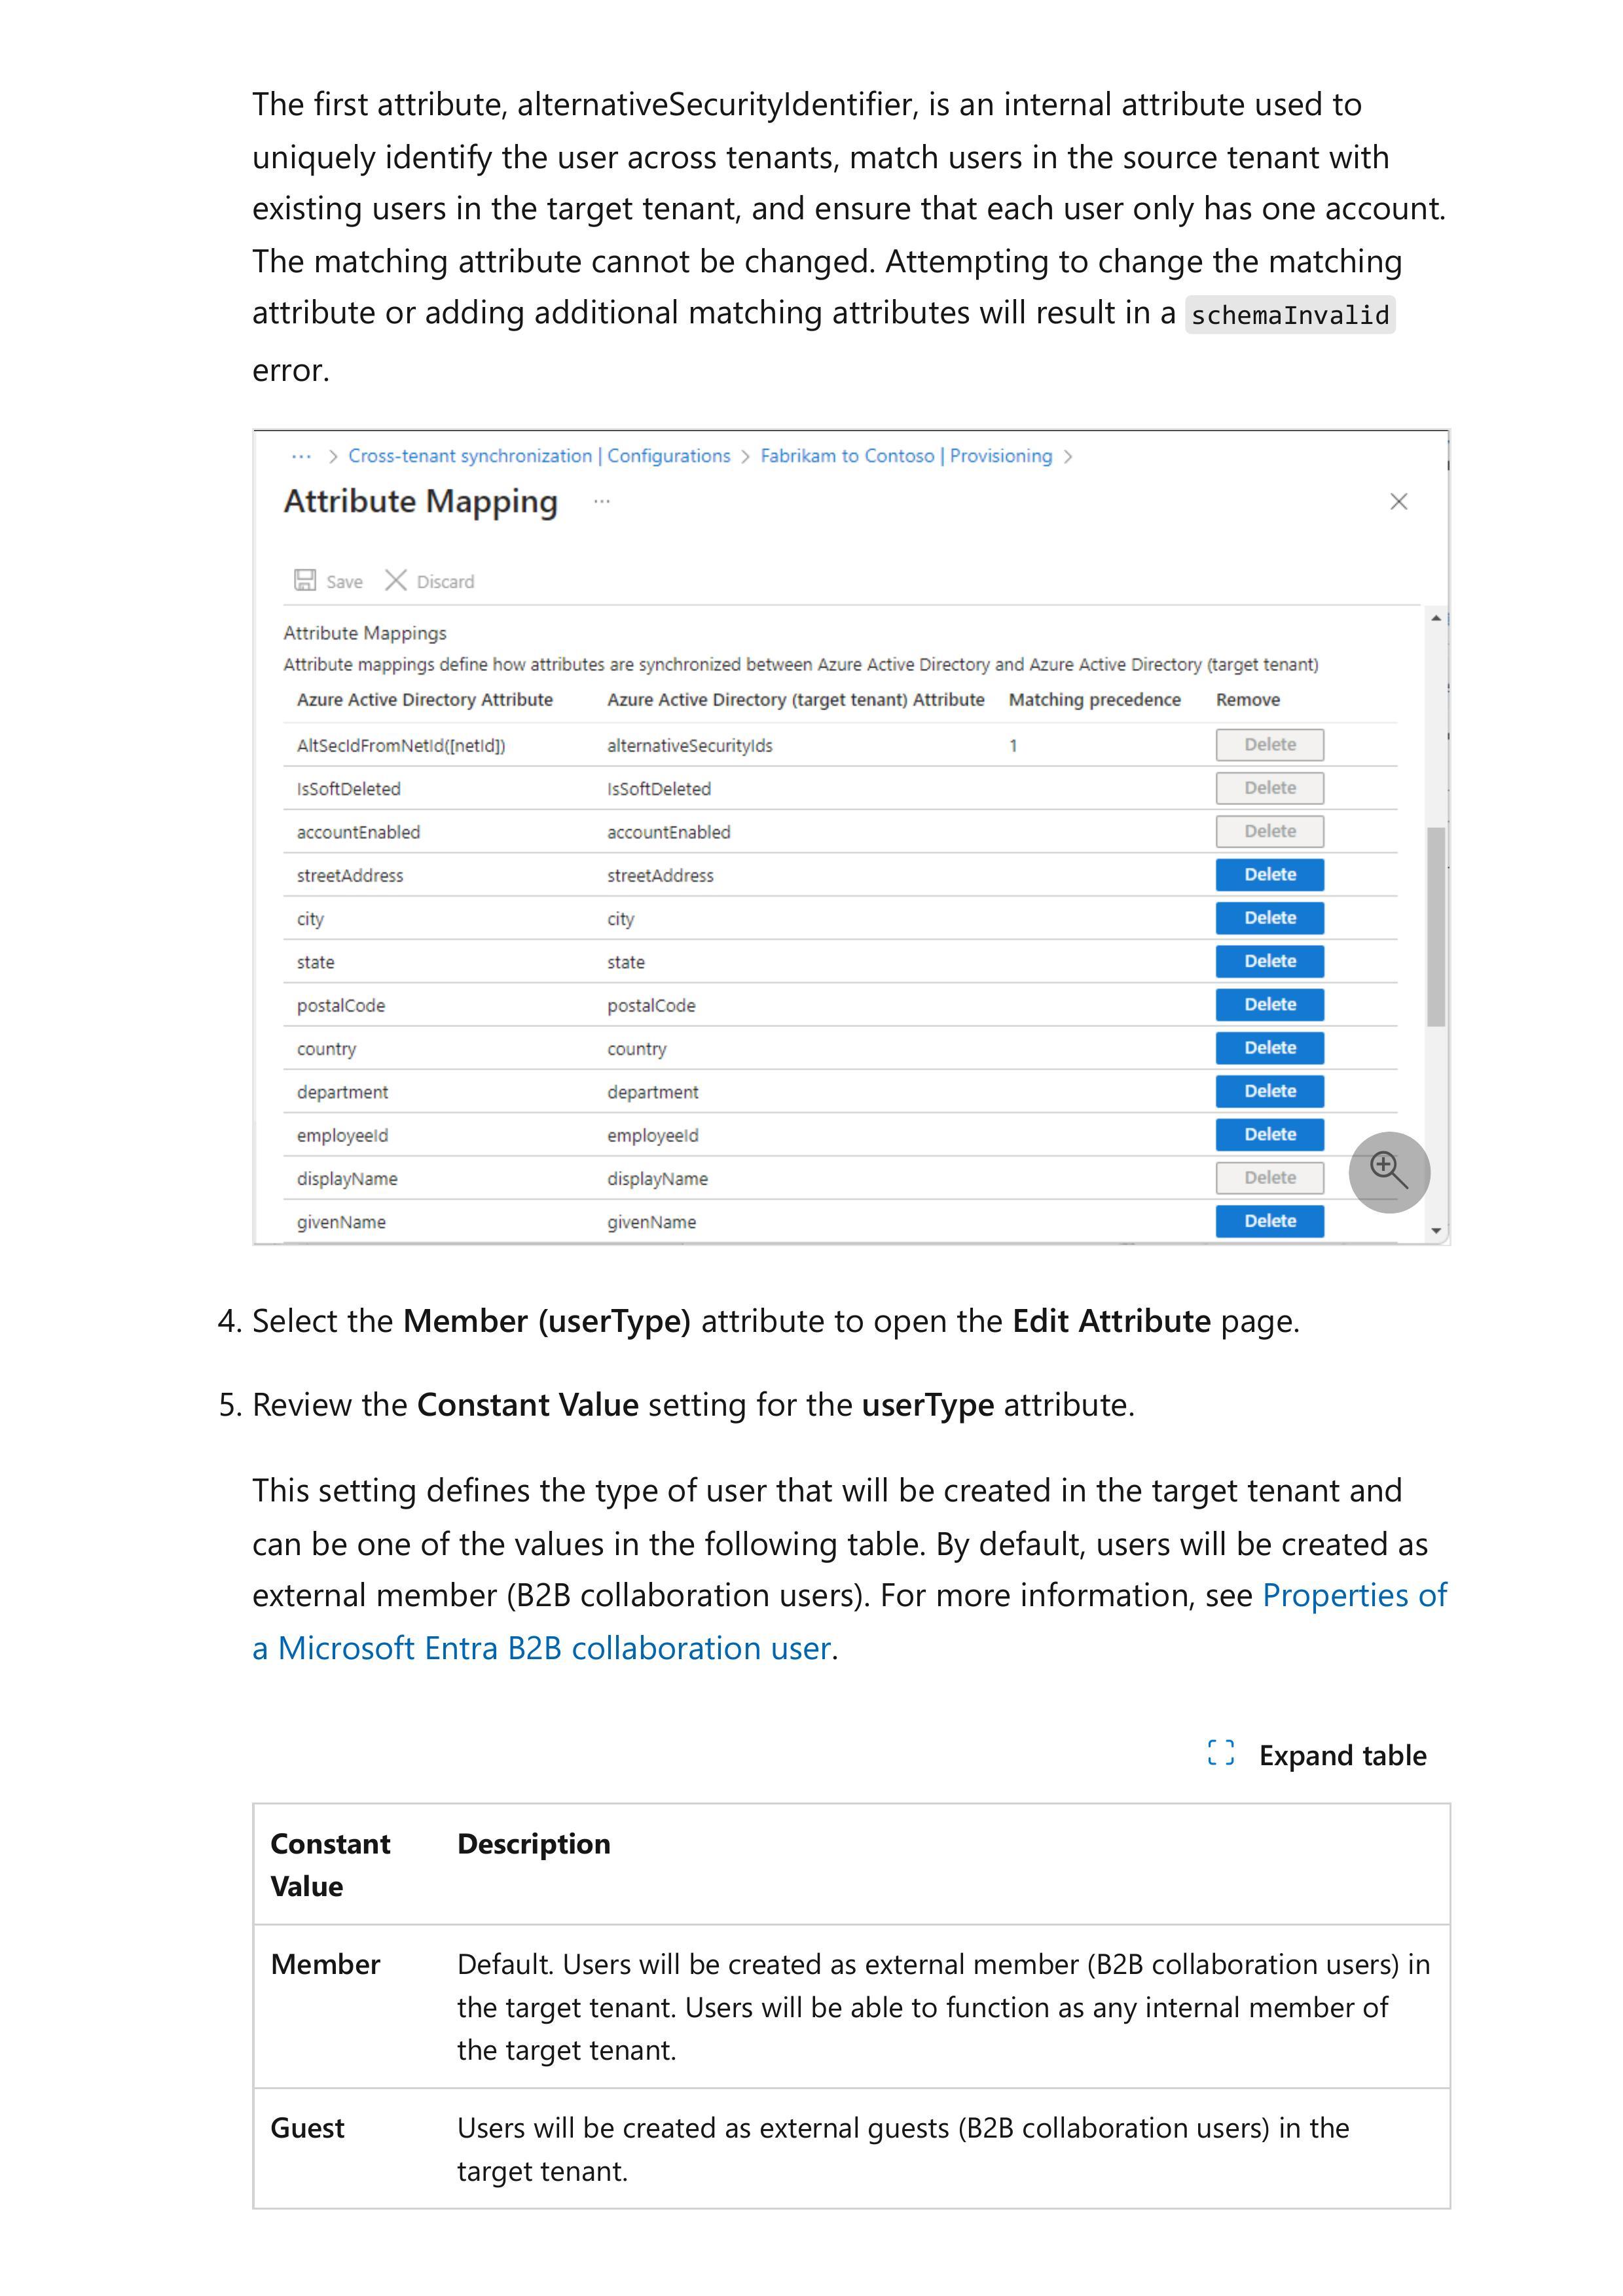 The first attribute, alternativeSecurityIdentifier, is an internal attribute used to
uniquely identify the user across tenants, match users in the source tenant with
existing users in the target tenant, and ensure that each user only has one account.
The matching attribute cannot be changed. Attempting to change the matching
attribute or adding additional matching attributes will result in a schemaInvalid
error.
··· > Cross-tenant synchronization | Configurations > Fabrikam to Contoso | Provisioning >
Attribute Mapping ···
Save Discard
Attribute Mappings
Attribute mappings define how attributes are synchronized between Azure Active Directory and Azure Active Directory (target tenant)
Azure Active Directory Attribute Azure Active Directory (target tenant) Attribute Matching precedence Remove
AltSecIdFromNetId([netId]) alternativeSecurityIds 1 Delete
IsSoftDeleted IsSoftDeleted Delete
accountEnabled accountEnabled Delete
streetAddress streetAddress Delete
city city Delete
state state Delete
postalCode postalCode Delete
country country Delete
department department Delete
employeeId employeeId Delete
displayName displayName Delete
givenName givenName Delete
4. Select the Member (userType) attribute to open the Edit Attribute page.
5. Review the Constant Value setting for the userType attribute.
This setting defines the type of user that will be created in the target tenant and
can be one of the values in the following table. By default, users will be created as
external member (B2B collaboration users). For more information, see Properties of
a Microsoft Entra B2B collaboration user.
Expand table
Constant Description
Value
Member Default. Users will be created as external member (B2B collaboration users) in
the target tenant. Users will be able to function as any internal member of
the target tenant.
Guest Users will be created as external guests (B2B collaboration users) in the
target tenant.